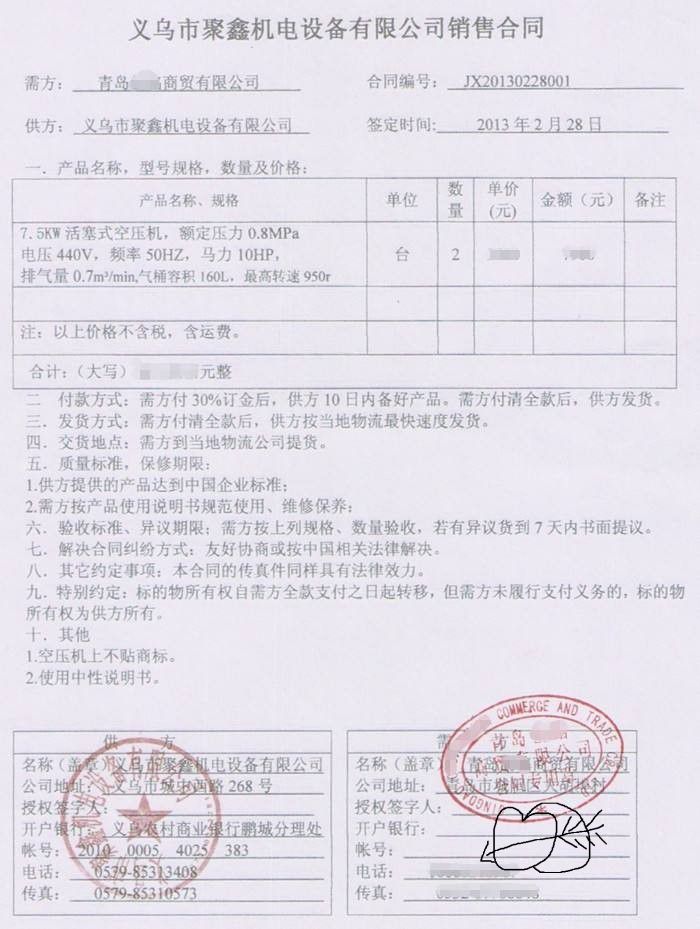 义乌市聚鑫机电设备有限公司销售合同
需方： 青岛 商贸有限公司 合同编号： JX20130228001
供方： 义乌市聚鑫机电设备有限公司 签定时间： 2013 年 2 月 28 日
一．产品名称，型号规格，数量及价格：
产品名称、规格 单位 数量 单价(元) 金额（元） 备注
7.5KW 活塞式空压机，额定压力 0.8MPa
电压 440V，频率 50HZ，马力 10HP， 台 2
排气量 0.7m³/min,气桶容积 160L，最高转速 950r
注：以上价格不含税，含运费。
合计：（大写） 元整
二 付款方式：需方付 30%订金后，供方 10 日内备好产品。需方付清全款后，供方发货。
三．发货方式：需方付清全款后，供方按当地物流最快速度发货。
四．交货地点：需方到当地物流公司提货。
五．质量标准，保修期限：
1.供方提供的产品达到中国企业标准；
2.需方按产品使用说明书规范使用、维修保养；
六．验收标准、异议期限；需方按上列规格、数量验收，若有异议货到 7 天内书面提议。
七．解决合同纠纷方式：友好协商或按中国相关法律解决。
八．其它约定事项：本合同的传真件同样具有法律效力。
九．特别约定：标的物所有权自需方全款支付之日起转移，但需方未履行支付义务的，标的物
所有权为供方所有。
十．其他
1.空压机上不贴商标。
2.使用中性说明书。
供 方
名称（盖章）义乌市聚鑫机电设备有限公司
公司地址： 义乌市城中西路 268 号
授权签字人：
开户银行： 义乌农村商业银行鹏城分理处
帐号： 2010 0005 4025 383
电话： 0579-85313408
传真： 0579-85310573
需 方
名称（盖章） 青岛 商贸有限公司
公司地址： 青岛市城阳区大胡埠村
授权签字人：
开户银行：
帐号：
电话：
传真：
COMMERCE AND TRADE CO.
青岛
有限公司
合同专用章